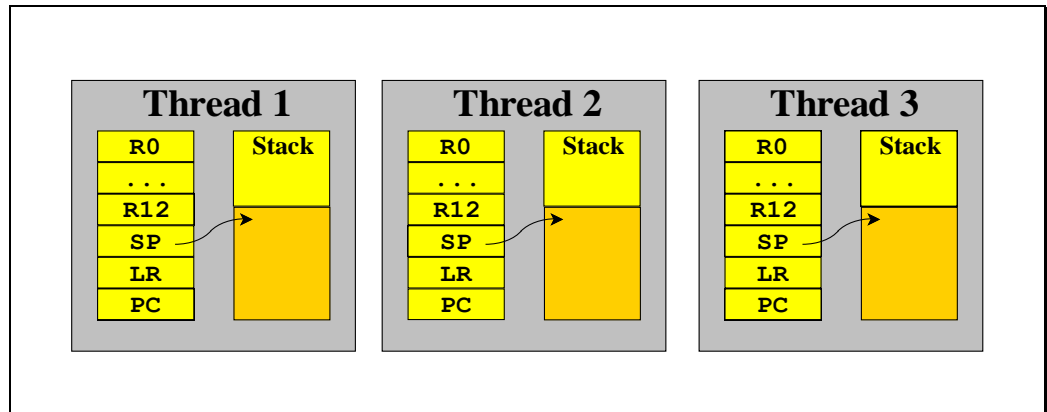 Thread 1
R0
...
R12
SP
LR
PC
Stack
Thread 2
R0
...
R12
SP
LR
PC
Stack
Thread 3
R0
...
R12
SP
LR
PC
Stack